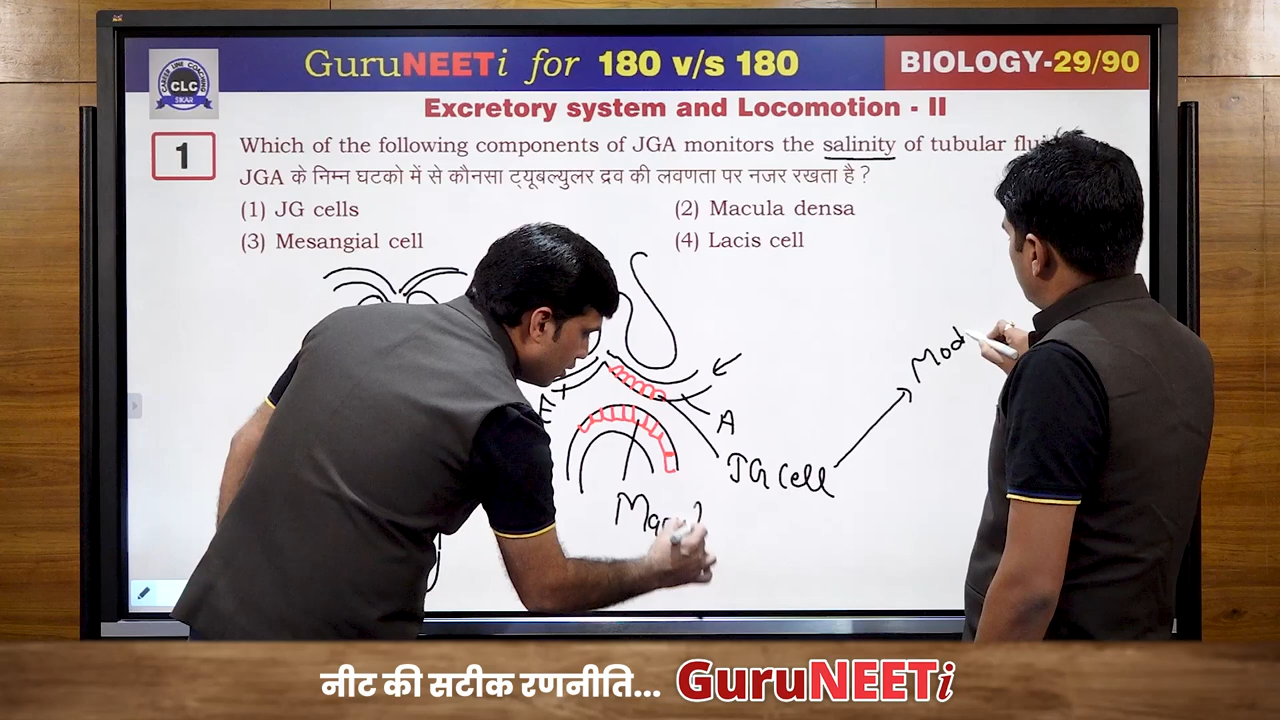 GuruNEETi for 180 v/s 180
BIOLOGY-29/90
CLC
SIKAR
Excretory system and Locomotion - II
1
Which of the following components of JGA monitors the salinity of tubular
JGA के निम्न घटको में से कौनसा ट्यूबल्युलर द्रव की लवणता पर नजर रखता है ?
(1) JG cells
(2) Macula densa
(3) Mesangial cell
(4) Lacis cell
E
A
JG Cell
नीट की सटीक रणनीति... GuruNEETi